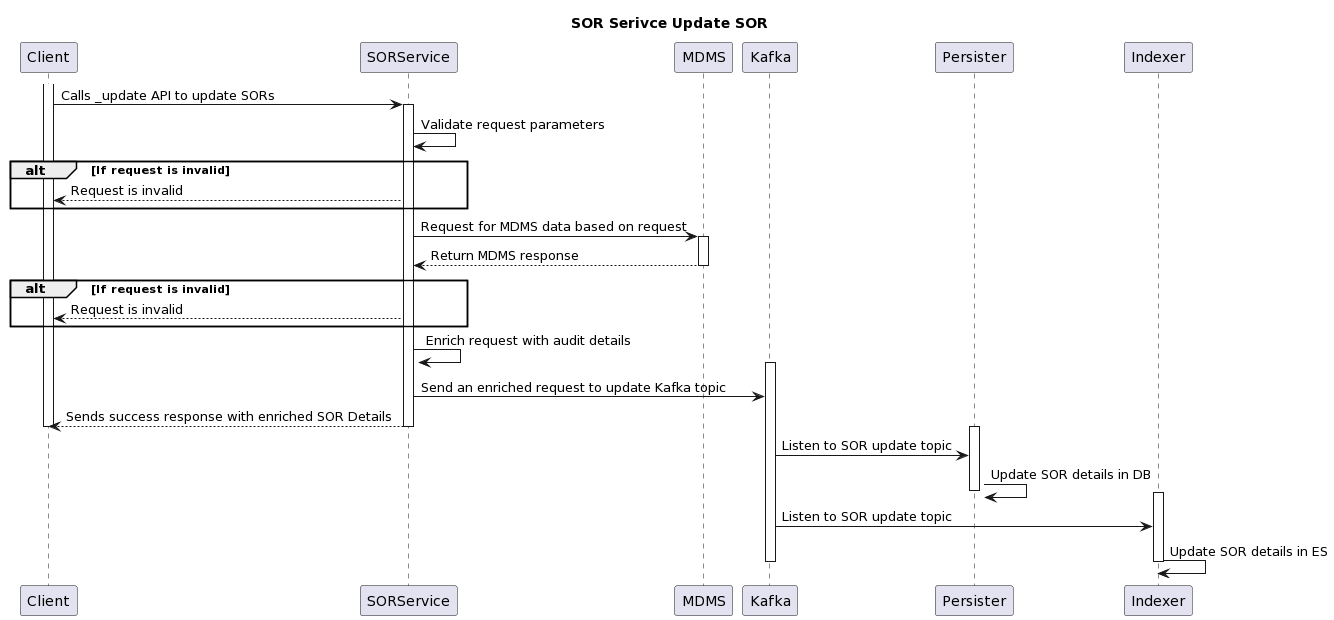 SOR Serivce Update SOR
Client
SORService
MDMS
Kafka
Persister
Indexer
Calls _update API to update SORs
Validate request parameters
alt
[If request is invalid]
Request is invalid
Request for MDMS data based on request
Return MDMS response
alt
[If request is invalid]
Request is invalid
Enrich request with audit details
Send an enriched request to update Kafka topic
Sends success response with enriched SOR Details
Listen to SOR update topic
Update SOR details in DB
Listen to SOR update topic
Update SOR details in ES
Client
SORService
MDMS
Kafka
Persister
Indexer